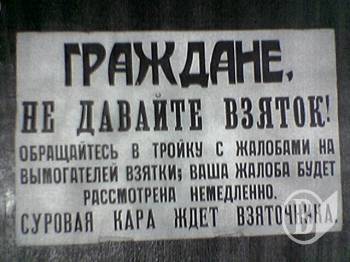 ГРАЖДАНЕ,
НЕ ДАВАЙТЕ ВЗЯТОК!
ОБРАЩАЙТЕСЬ В ТРОЙКУ С ЖАЛОБАМИ НА
ВЫМОГАТЕЛЕЙ ВЗЯТКИ; ВАША ЖАЛОБА БУДЕТ
РАССМОТРЕНА НЕМЕДЛЕННО.
СУРОВАЯ КАРА ЖДЕТ ВЗЯТОЧНИКА.